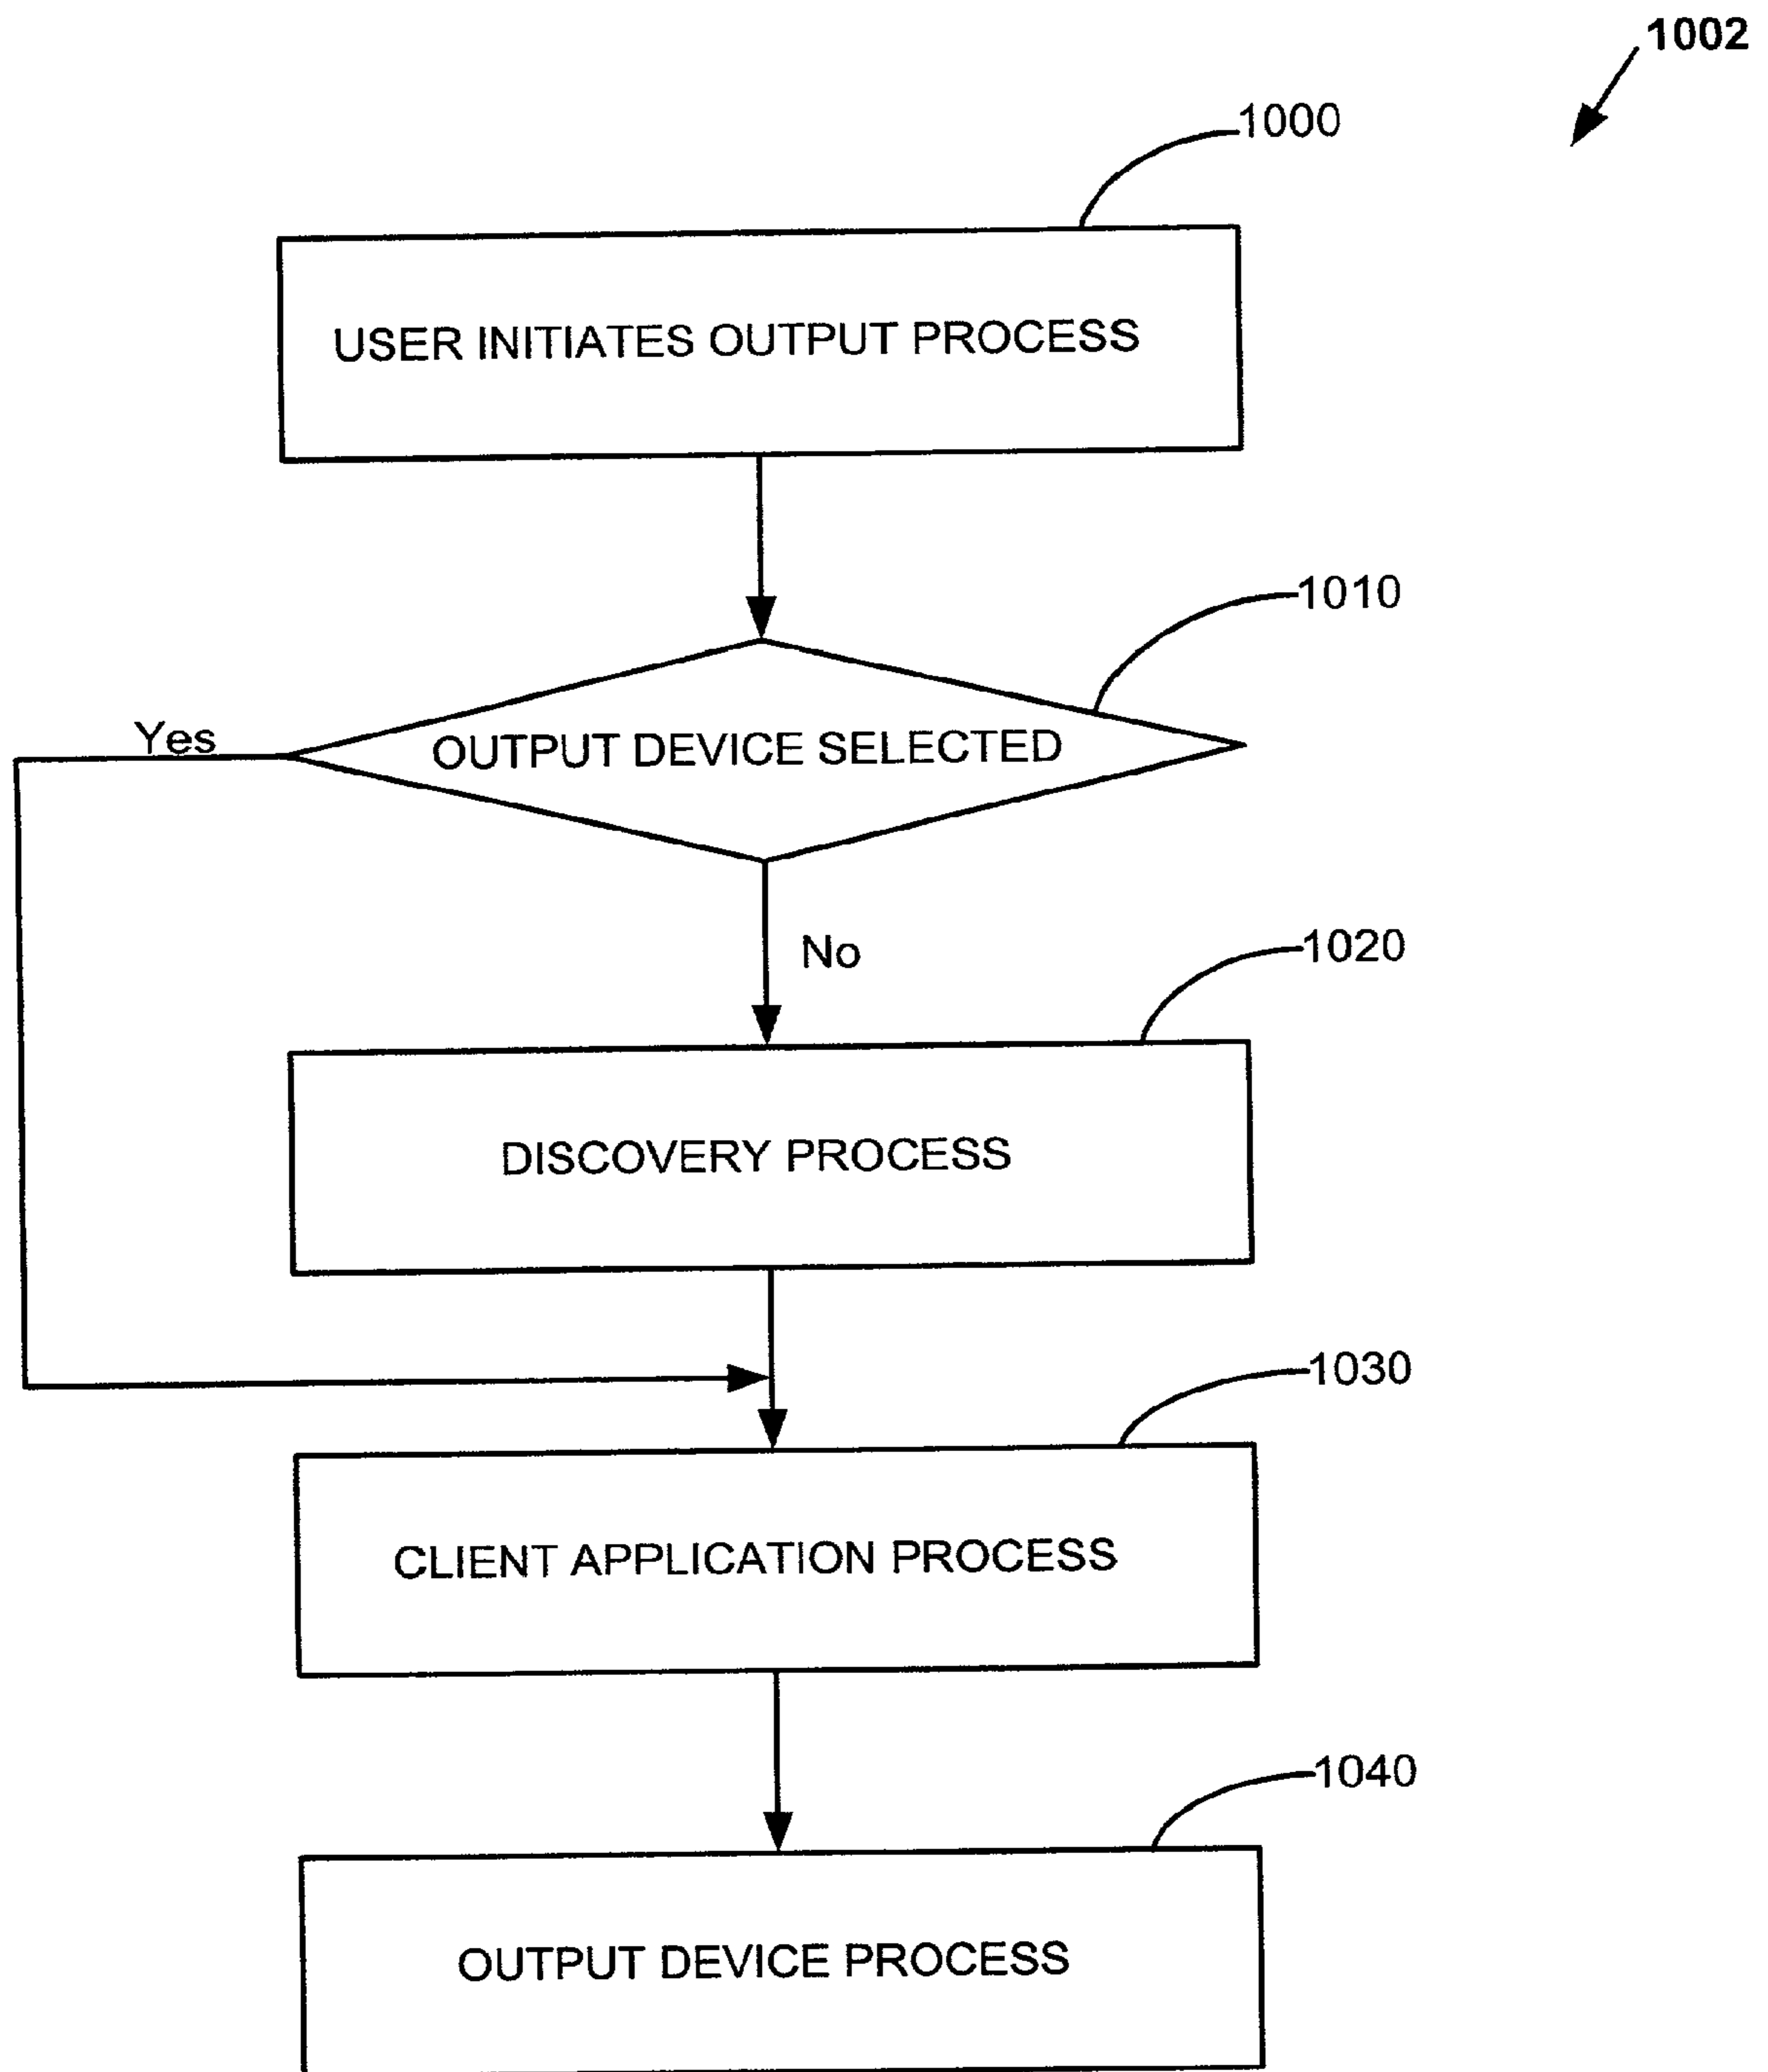 1002
1000
USER INITIATES OUTPUT PROCESS
1010
Yes
OUTPUT DEVICE SELECTED
No
1020
DISCOVERY PROCESS
1030
CLIENT APPLICATION PROCESS
1040
OUTPUT DEVICE PROCESS